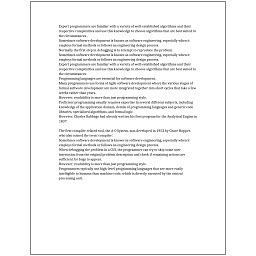 Expert programmers are familiar with a variety of well-established algorithms and their
respective complexities and use this knowledge to choose algorithms that are best suited to
the circumstances.
Sometimes software development is known as software engineering, especially when it
employs formal methods or follows an engineering design process.
Normally the first step in debugging is to attempt to reproduce the problem.
Sometimes software development is known as software engineering, especially when it
employs formal methods or follows an engineering design process.
Expert programmers are familiar with a variety of well-established algorithms and their
respective complexities and use this knowledge to choose algorithms that are best suited to
the circumstances.
Programming languages are essential for software development.
Many programmers use forms of Agile software development where the various stages of
formal software development are more integrated together into short cycles that take a few
weeks rather than years.
However, readability is more than just programming style.
Proficient programming usually requires expertise in several different subjects, including
knowledge of the application domain, details of programming languages and generic code
libraries, specialized algorithms, and formal logic.
However, Charles Babbage had already written his first program for the Analytical Engine in
1837.
The first compiler related tool, the A-0 System, was developed in 1952 by Grace Hopper,
who also coined the term 'compiler'.
Sometimes software development is known as software engineering, especially when it
employs formal methods or follows an engineering design process.
When debugging the problem in a GUI, the programmer can try to skip some user
interaction from the original problem description and check if remaining actions are
sufficient for bugs to appear.
However, readability is more than just programming style.
Programmers typically use high-level programming languages that are more easily
intelligible to humans than machine code, which is directly executed by the central
processing unit.